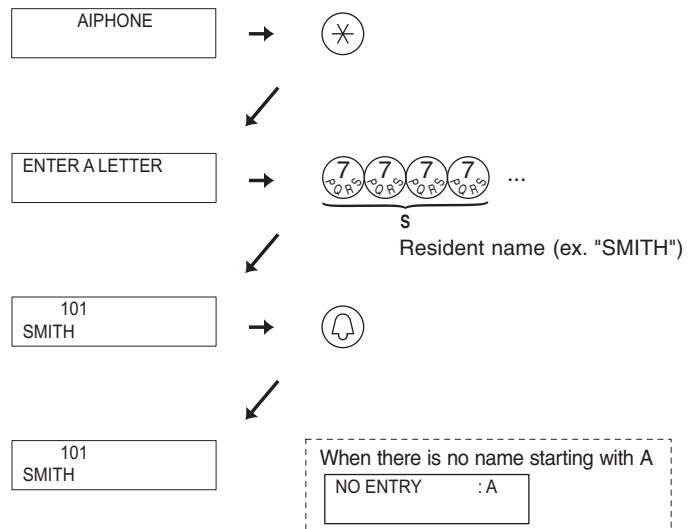 AIPHONE
ENTER A LETTER
7 PQRS 7 PQRS 7 PQRS 7 PQRS ...
S
Resident name (ex. "SMITH")
101
SMITH
101
SMITH
When there is no name starting with A
NO ENTRY : A